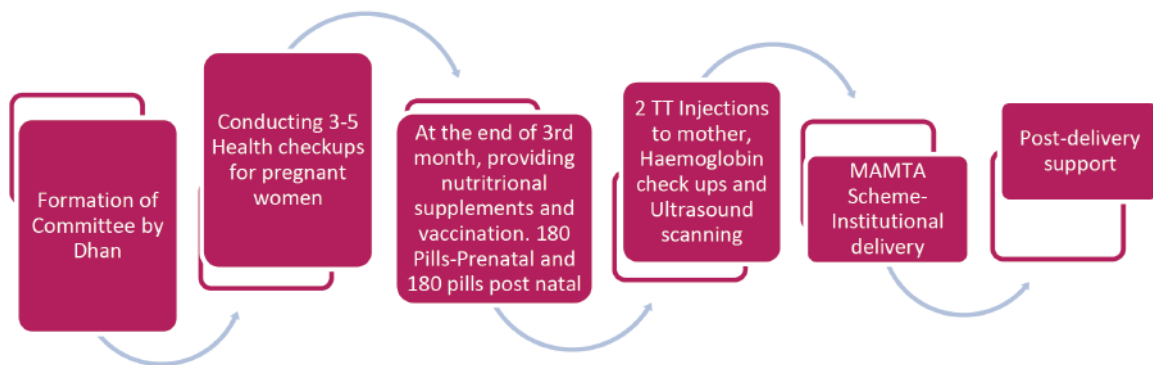 Formation of
Committee by
Dhan
Conducting 3-5
Health checkups
for pregnant
women
At the end of 3rd
month, providing
nutritrional
supplements and
vaccination. 180
Pills-Prenatal and
180 pills post natal
2 TT Injections
to mother,
Haemoglobin
check ups and
Ultrasound
scanning
MAMTA
Scheme-
Institutional
delivery
Post-delivery
support